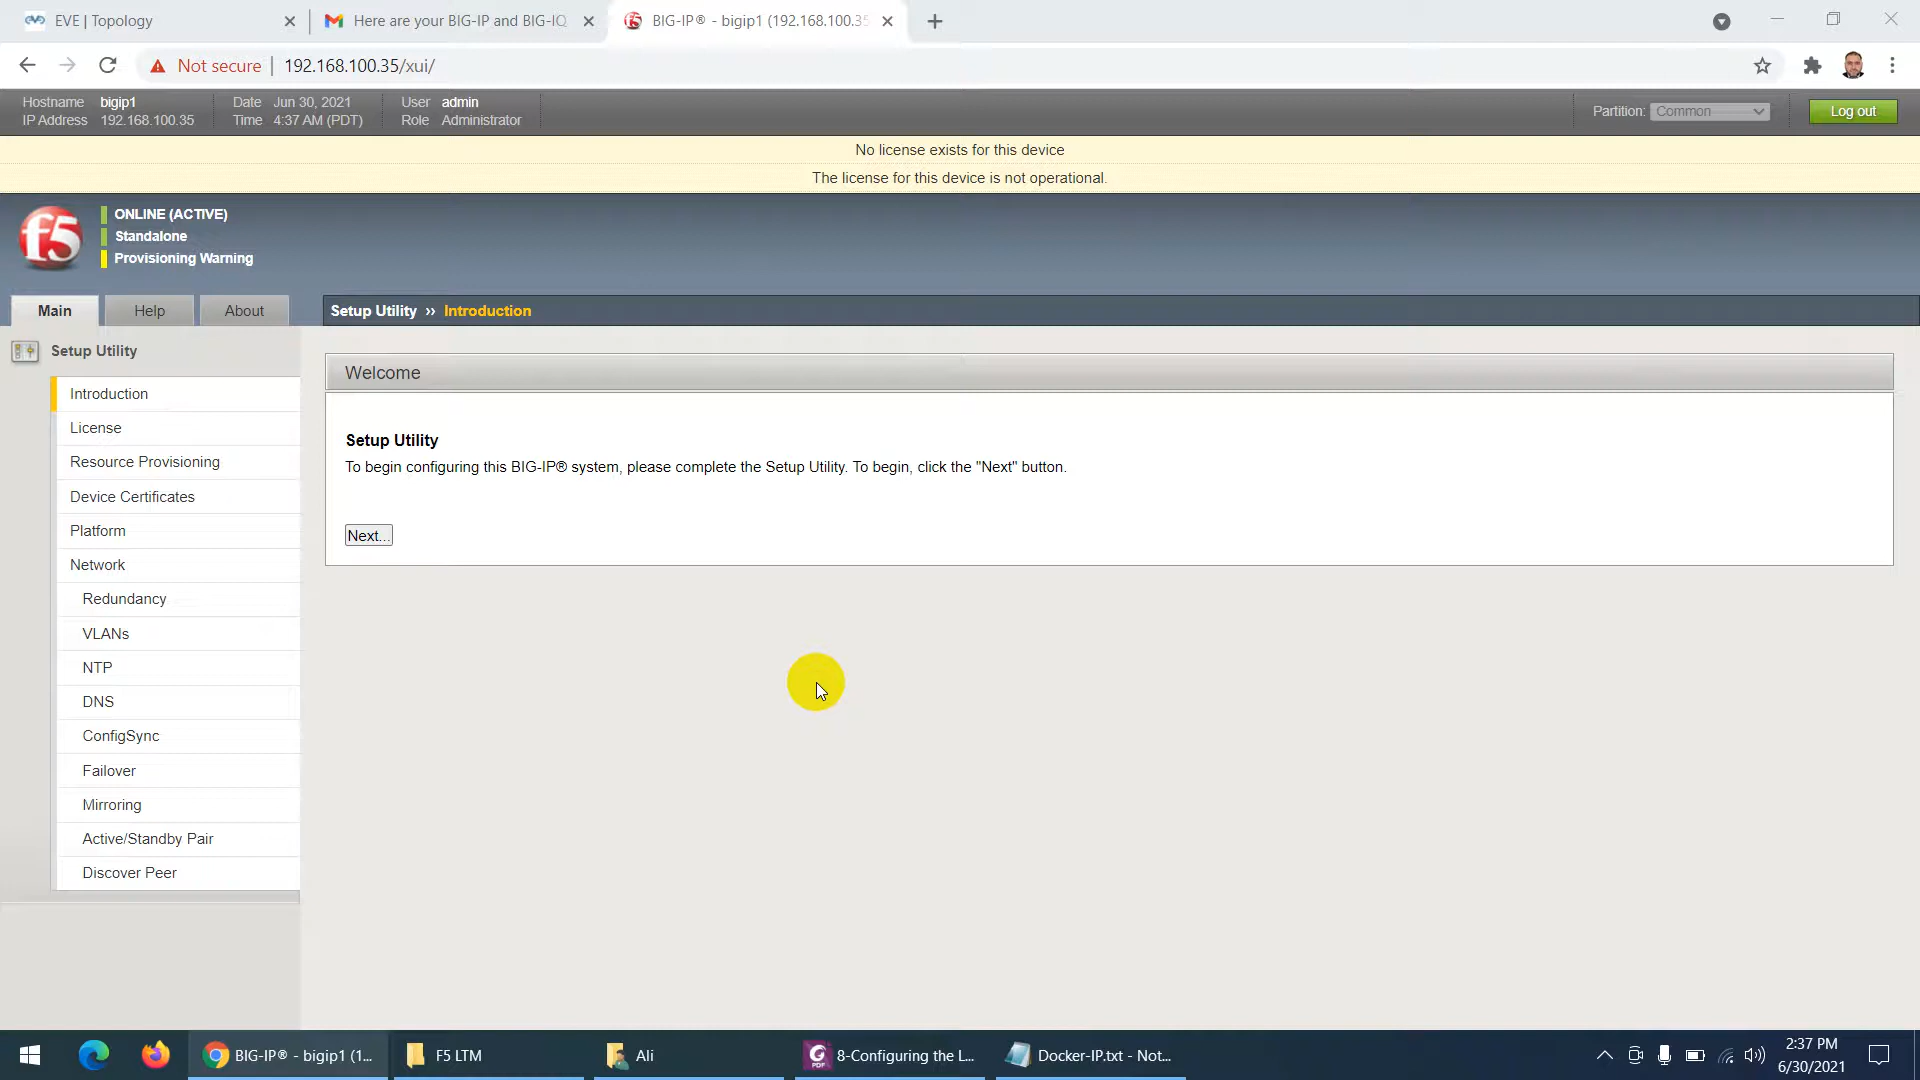 EVE | Topology
Here are your BIG-IP and BIG-IQ
BIG-IP® - bigip1 (192.168.100.35
Not secure
192.168.100.35/xui/
Hostname bigip1
IP Address 192.168.100.35
Date Jun 30, 2021
Time 4:37 AM (PDT)
User admin
Role Administrator
Partition: Common
Log out
No license exists for this device
The license for this device is not operational.
f5
ONLINE (ACTIVE)
Standalone
Provisioning Warning
Main
Help
About
Setup Utility ›› Introduction
Setup Utility
Introduction
License
Resource Provisioning
Device Certificates
Platform
Network
Redundancy
VLANs
NTP
DNS
ConfigSync
Failover
Mirroring
Active/Standby Pair
Discover Peer
Welcome
Setup Utility
To begin configuring this BIG-IP® system, please complete the Setup Utility. To begin, click the "Next" button.
Next...
BIG-IP® - bigip1 (1...
F5 LTM
Ali
PDF
8-Configuring the L...
Docker-IP.txt - Not...
2:37 PM
6/30/2021